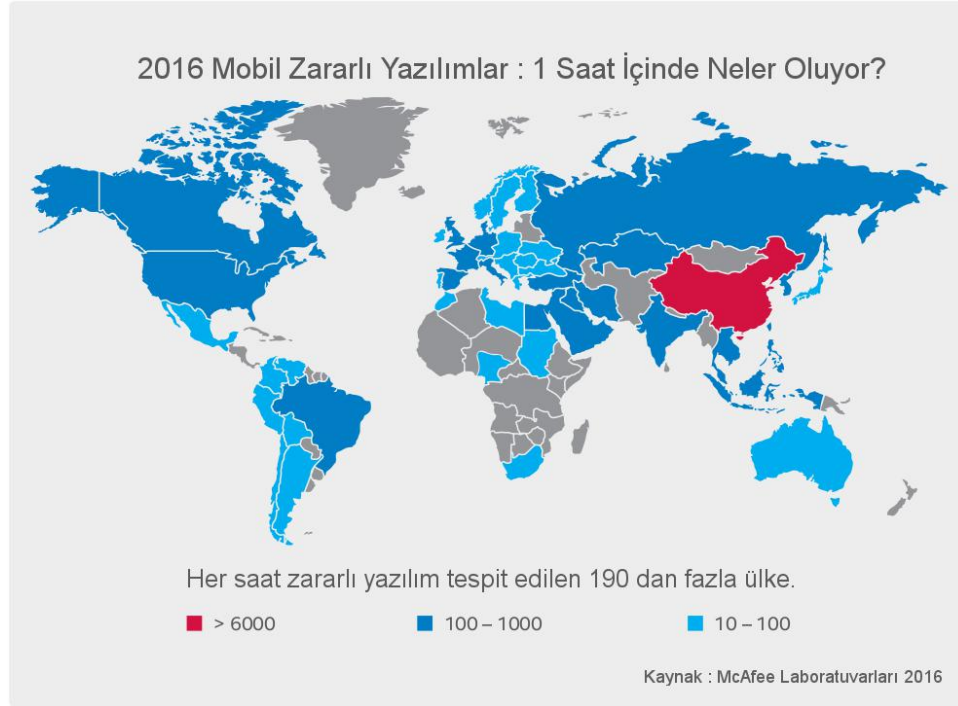 2016 Mobil Zararlı Yazılımlar : 1 Saat İçinde Neler Oluyor?
Her saat zararlı yazılım tespit edilen 190 dan fazla ülke.
> 6000
100 – 1000
10 – 100
Kaynak : McAfee Laboratuvarları 2016